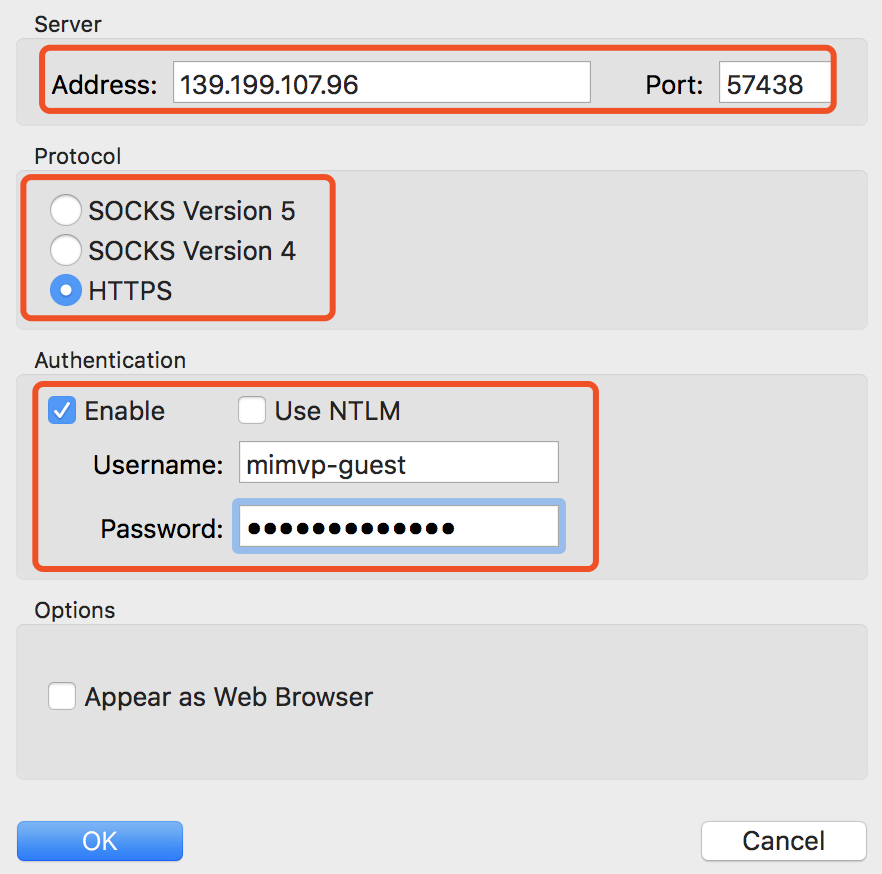 Server
Address: 139.199.107.96 Port: 57438
Protocol
SOCKS Version 5
SOCKS Version 4
HTTPS
Authentication
Enable Use NTLM
Username: mimvp-guest
Password: •••••••••••••
Options
Appear as Web Browser
OK Cancel